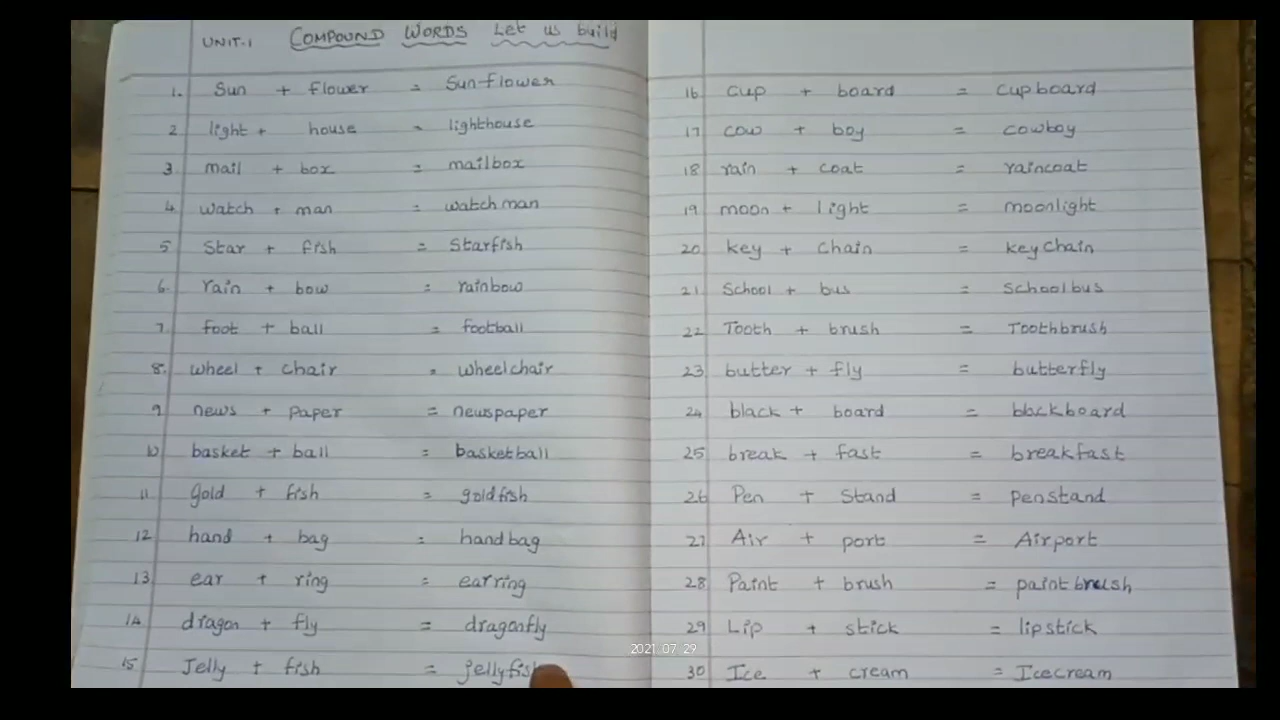 UNIT-1 COMPOUND WORDS Let us build
1. Sun + flower = Sunflower
2 light + house = lighthouse
3. mail + box = mailbox
4 watch + man = watchman
5 Star + fish = Starfish
6. rain + bow = rainbow
7. foot + ball = football
8. wheel + chair = wheelchair
9 news + paper = newspaper
10 basket + ball = basketball
11 gold + fish = goldfish
12 hand + bag = handbag
13 ear + ring = earring
14 dragon + fly = dragonfly
15 Jelly + fish = jellyfish
16 cup + board = cupboard
17 cow + boy = cowboy
18 rain + coat = raincoat
19 moon + light = moonlight
20 key + chain = keychain
21 School + bus = Schoolbus
22 Tooth + brush = Toothbrush
23 butter + fly = butterfly
24 black + board = blackboard
25 break + fast = breakfast
26 Pen + Stand = penstand
27 Air + port = Airport
28 Paint + brush = paintbrush
29 Lip + stick = lipstick
30 Ice + cream = Icecream
2021 07 29